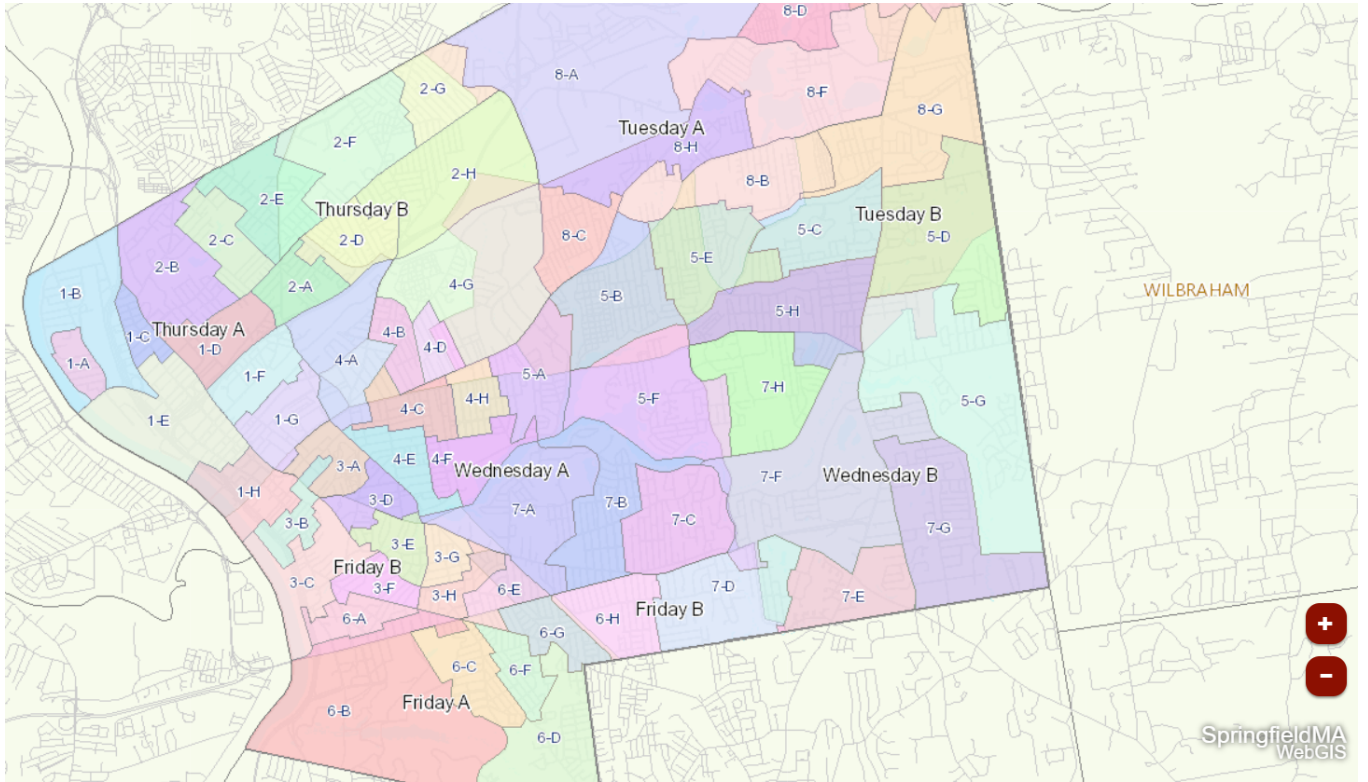 8-D
8-A
2-G
8-F
8-G
Tuesday A
8-H
2-F
2-H
8-B
2-E
Thursday B
Tuesday B
2-C
2-D
8-C
5-C
5-D
5-E
2-B
4-G
2-A
1-B
5-B
WILBRAHAM
5-H
Thursday A
1-C
1-D
4-B
4-D
4-A
1-A
1-F
5-A
7-H
5-F
4-H
5-G
4-C
1-E
1-G
4-E
4-F
3-A
Wednesday A
7-F
Wednesday B
1-H
3-D
7-A
7-B
7-C
3-B
7-G
3-E
3-G
Friday B
3-C
3-F
3-H
6-E
7-D
7-E
Friday B
6-A
6-H
+
6-G
6-C
6-F
-
Friday A
6-B
6-D
SpringfieldMA
WebGIS